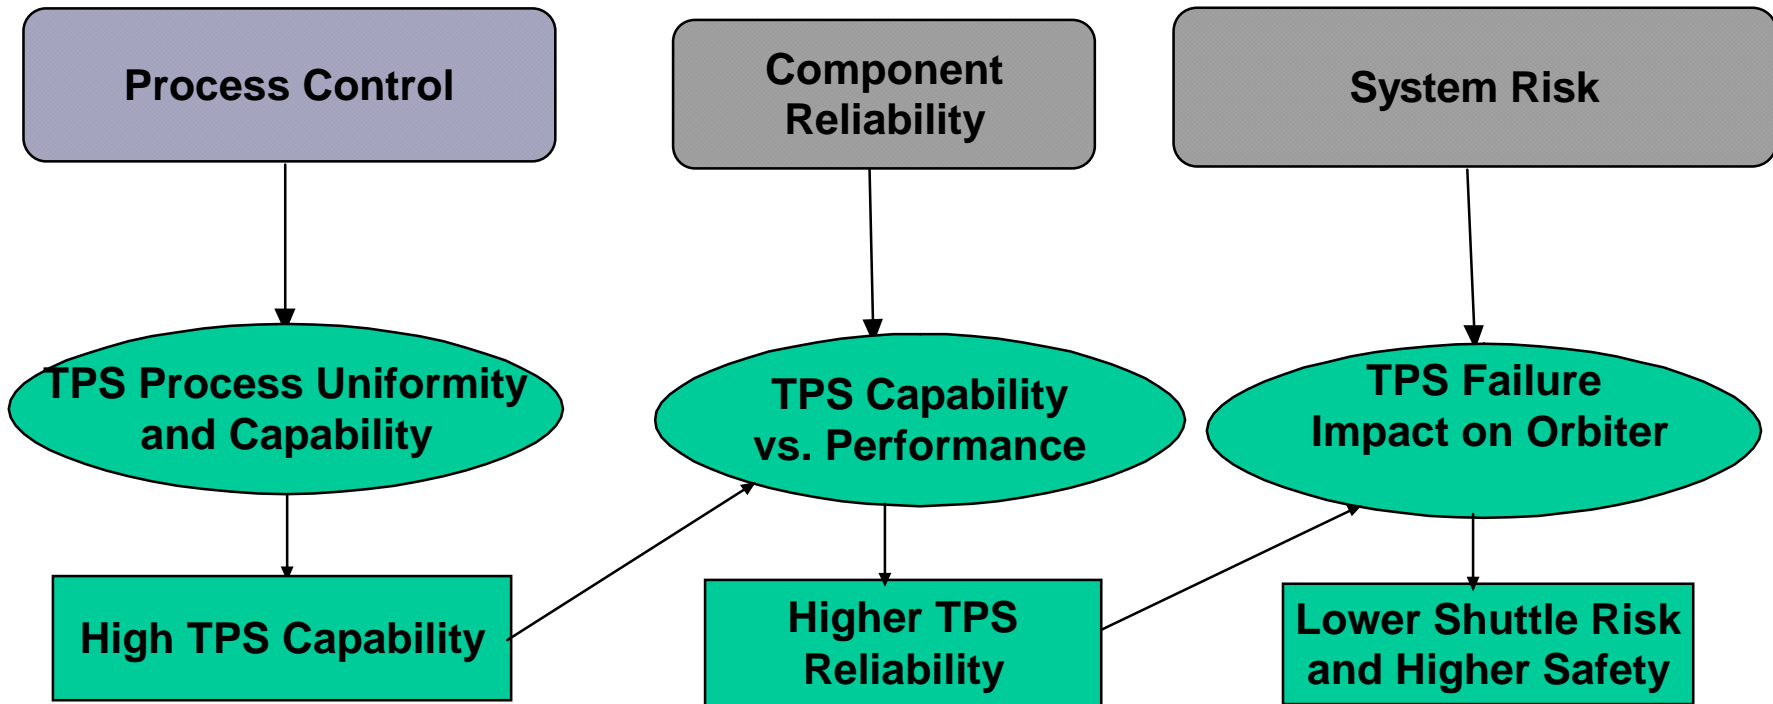 Process Control
Component
Reliability
System Risk
TPS Process Uniformity
and Capability
TPS Capability
vs. Performance
TPS Failure
Impact on Orbiter
High TPS Capability
Higher TPS
Reliability
Lower Shuttle Risk
and Higher Safety